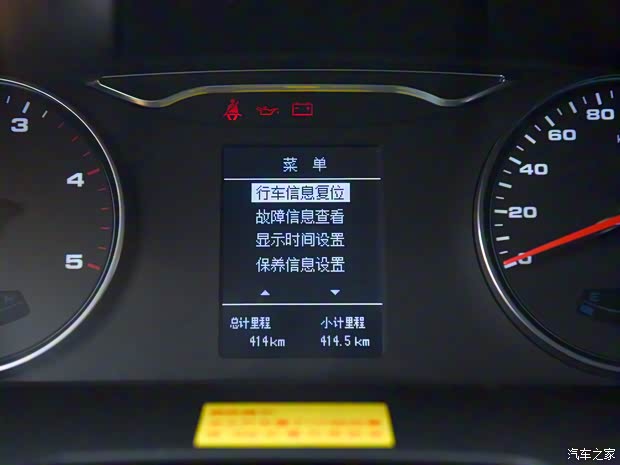 菜 单
行车信息复位
故障信息查看
显示时间设置
保养信息设置
总计里程 小计里程
414km 414.5 km
3
4
5
80
60
40
20
0
汽车之家